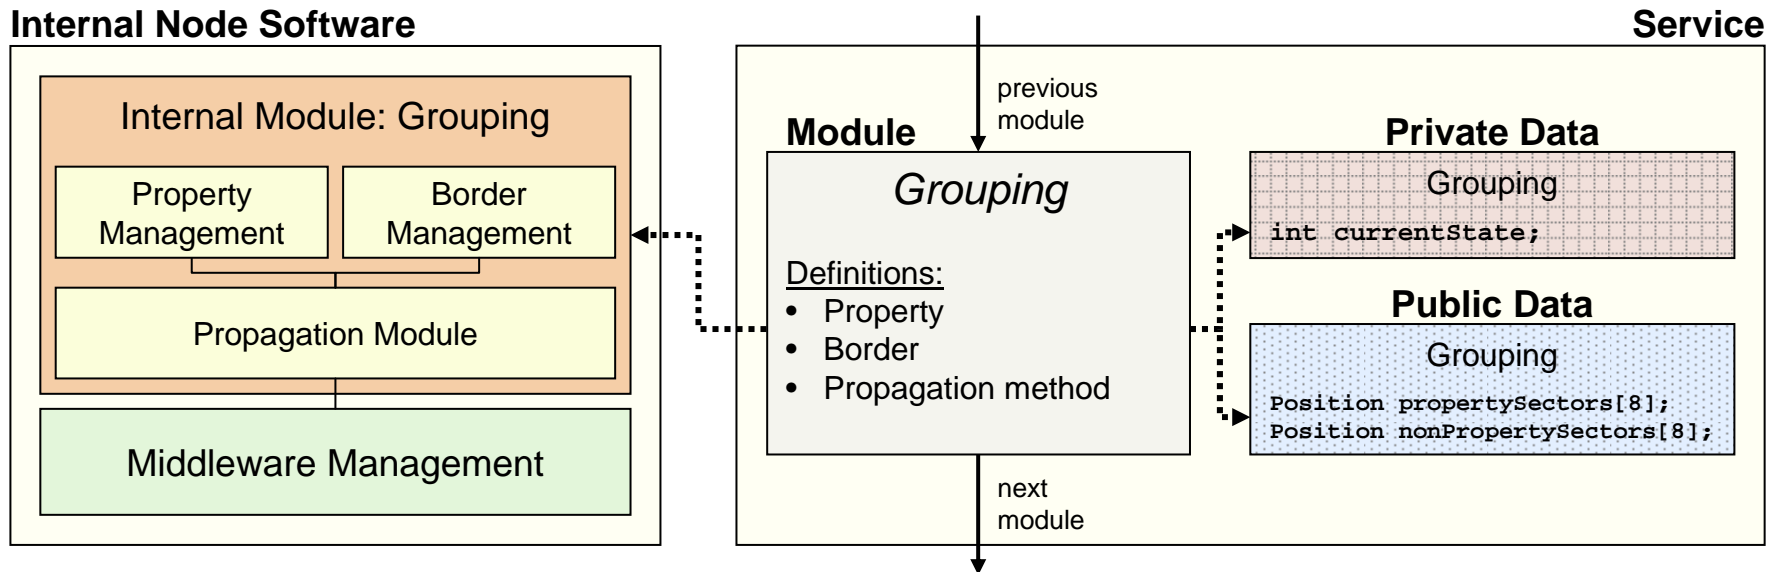 Internal Node Software
Internal Module: Grouping
Property
Management
Border
Management
Propagation Module
Middleware Management
Service
previous
module
Module
Grouping
Definitions:
• Property
• Border
• Propagation method
next
module
Private Data
Grouping
int currentState;
Public Data
Grouping
Position propertySectors[8];
Position nonPropertySectors[8];